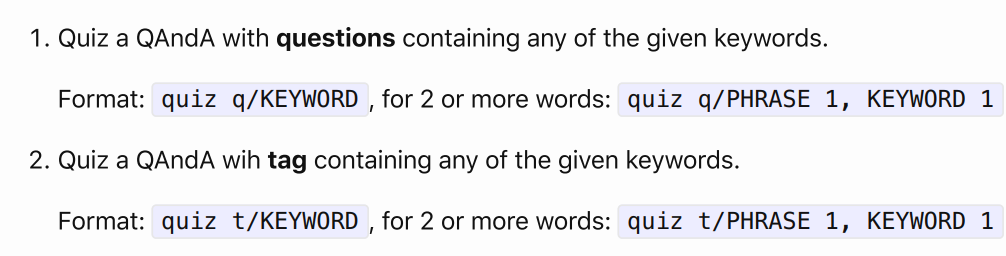 1. Quiz a QAndA with questions containing any of the given keywords.
Format: quiz q/KEYWORD , for 2 or more words: quiz q/PHRASE 1, KEYWORD 1
2. Quiz a QAndA wih tag containing any of the given keywords.
Format: quiz t/KEYWORD , for 2 or more words: quiz t/PHRASE 1, KEYWORD 1